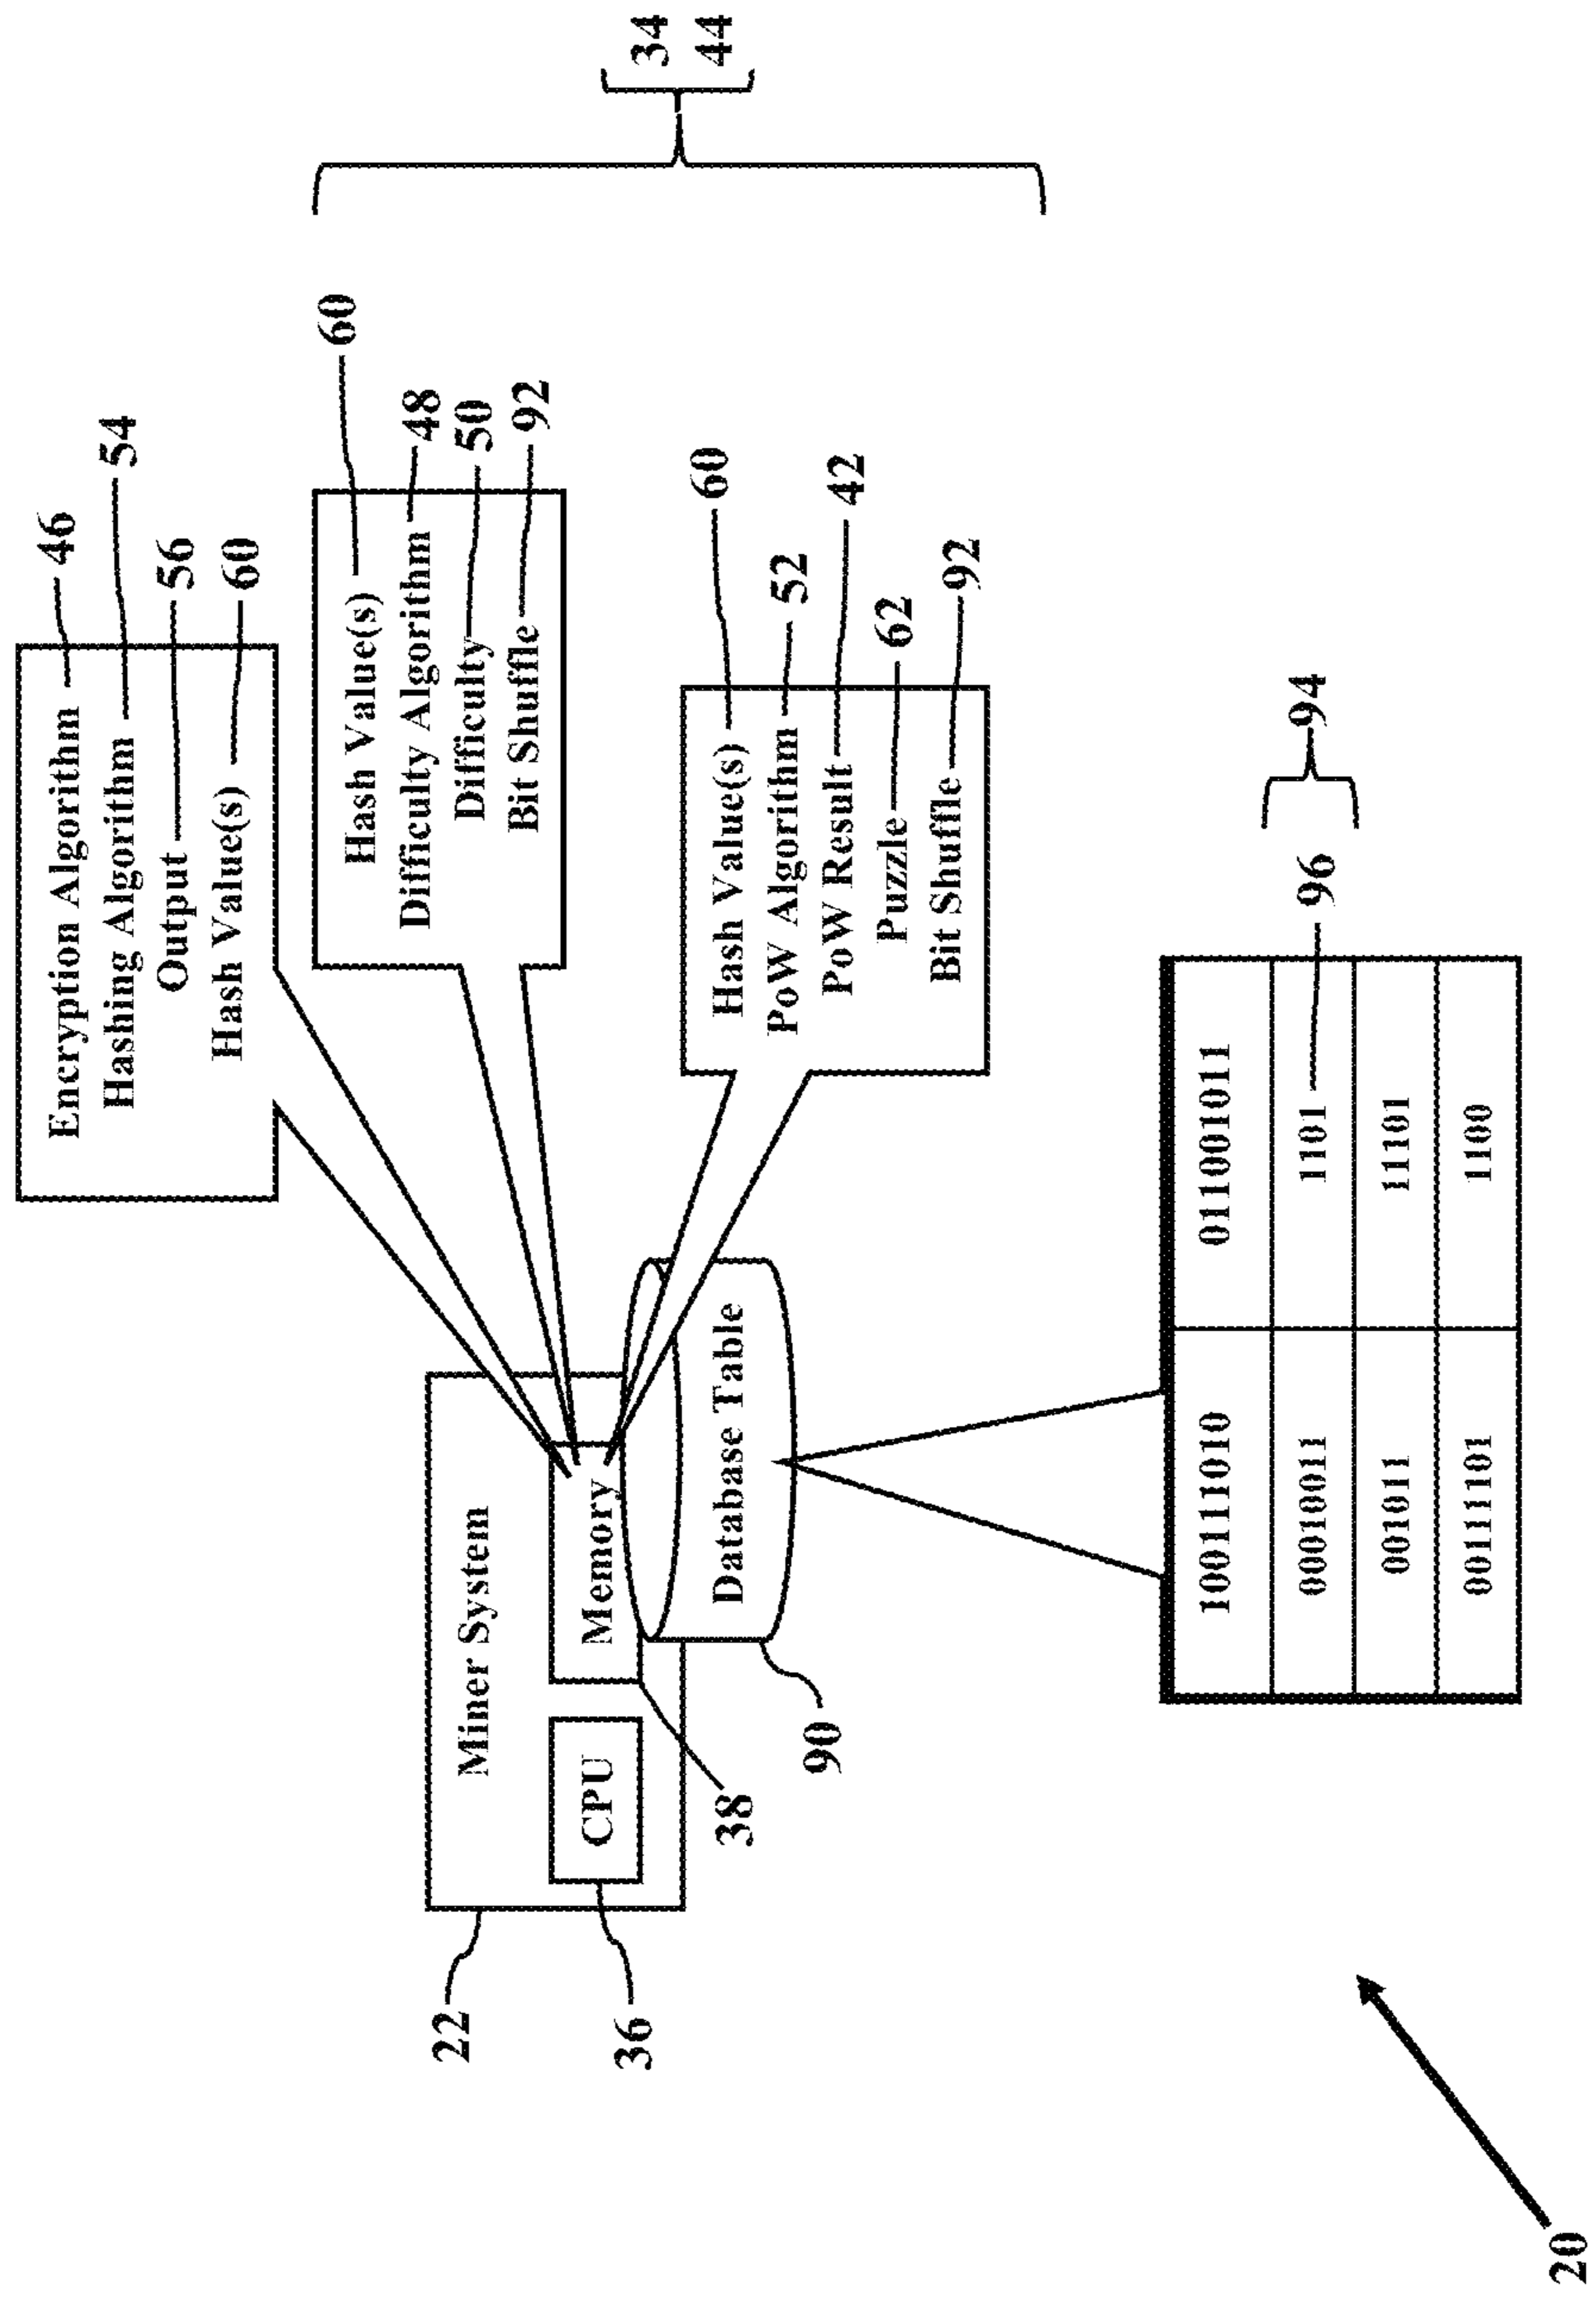 Encryption Algorithm 46
Hashing Algorithm 54
Output 56
Hash Value(s) 60
Hash Value(s) 60
Difficulty Algorithm 48
Difficulty 50
Bit Shuffle 92
34
44
Hash Value(s) 60
PoW Algorithm 52
PoW Result 42
Puzzle 62
Bit Shuffle 92
22
Miner System
36
CPU
Memory
38
Database Table
90
10011101010 01100101011
00010011 1101 96 94
001011 11101
00111101 1100
20